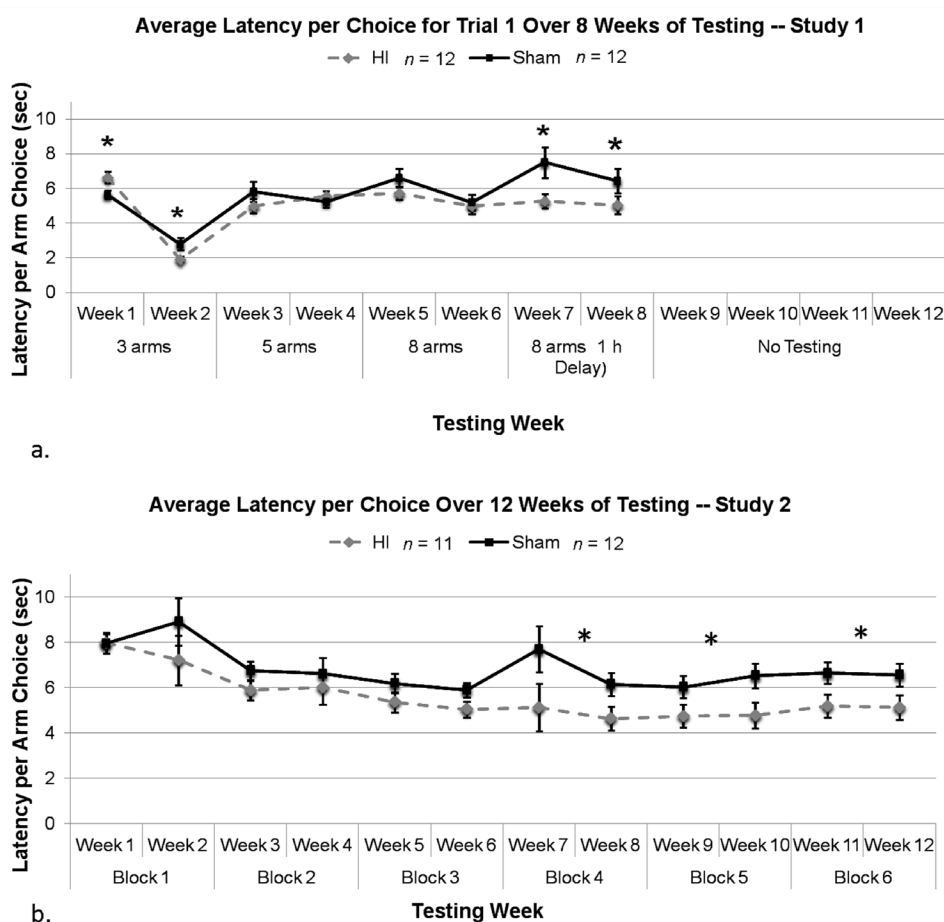 Average Latency per Choice for Trial 1 Over 8 Weeks of Testing -- Study 1
HI n = 12 Sham n = 12
Latency per Arm Choice (sec)
10
8
6
4
2
0
* * * *
Week 1 Week 2 Week 3 Week 4 Week 5 Week 6 Week 7 Week 8 Week 9 Week 10 Week 11 Week 12
3 arms 5 arms 8 arms 8 arms 1 h No Testing
Delay)
Testing Week
a.
Average Latency per Choice Over 12 Weeks of Testing -- Study 2
HI n = 11 Sham n = 12
Latency per Arm Choice (sec)
10
8
6
4
2
0
* * *
Week 1 Week 2 Week 3 Week 4 Week 5 Week 6 Week 7 Week 8 Week 9 Week 10 Week 11 Week 12
Block 1 Block 2 Block 3 Block 4 Block 5 Block 6
Testing Week
b.